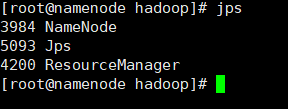 [root@namenode hadoop]# jps
3984 NameNode
5093 Jps
4200 ResourceManager
[root@namenode hadoop]#